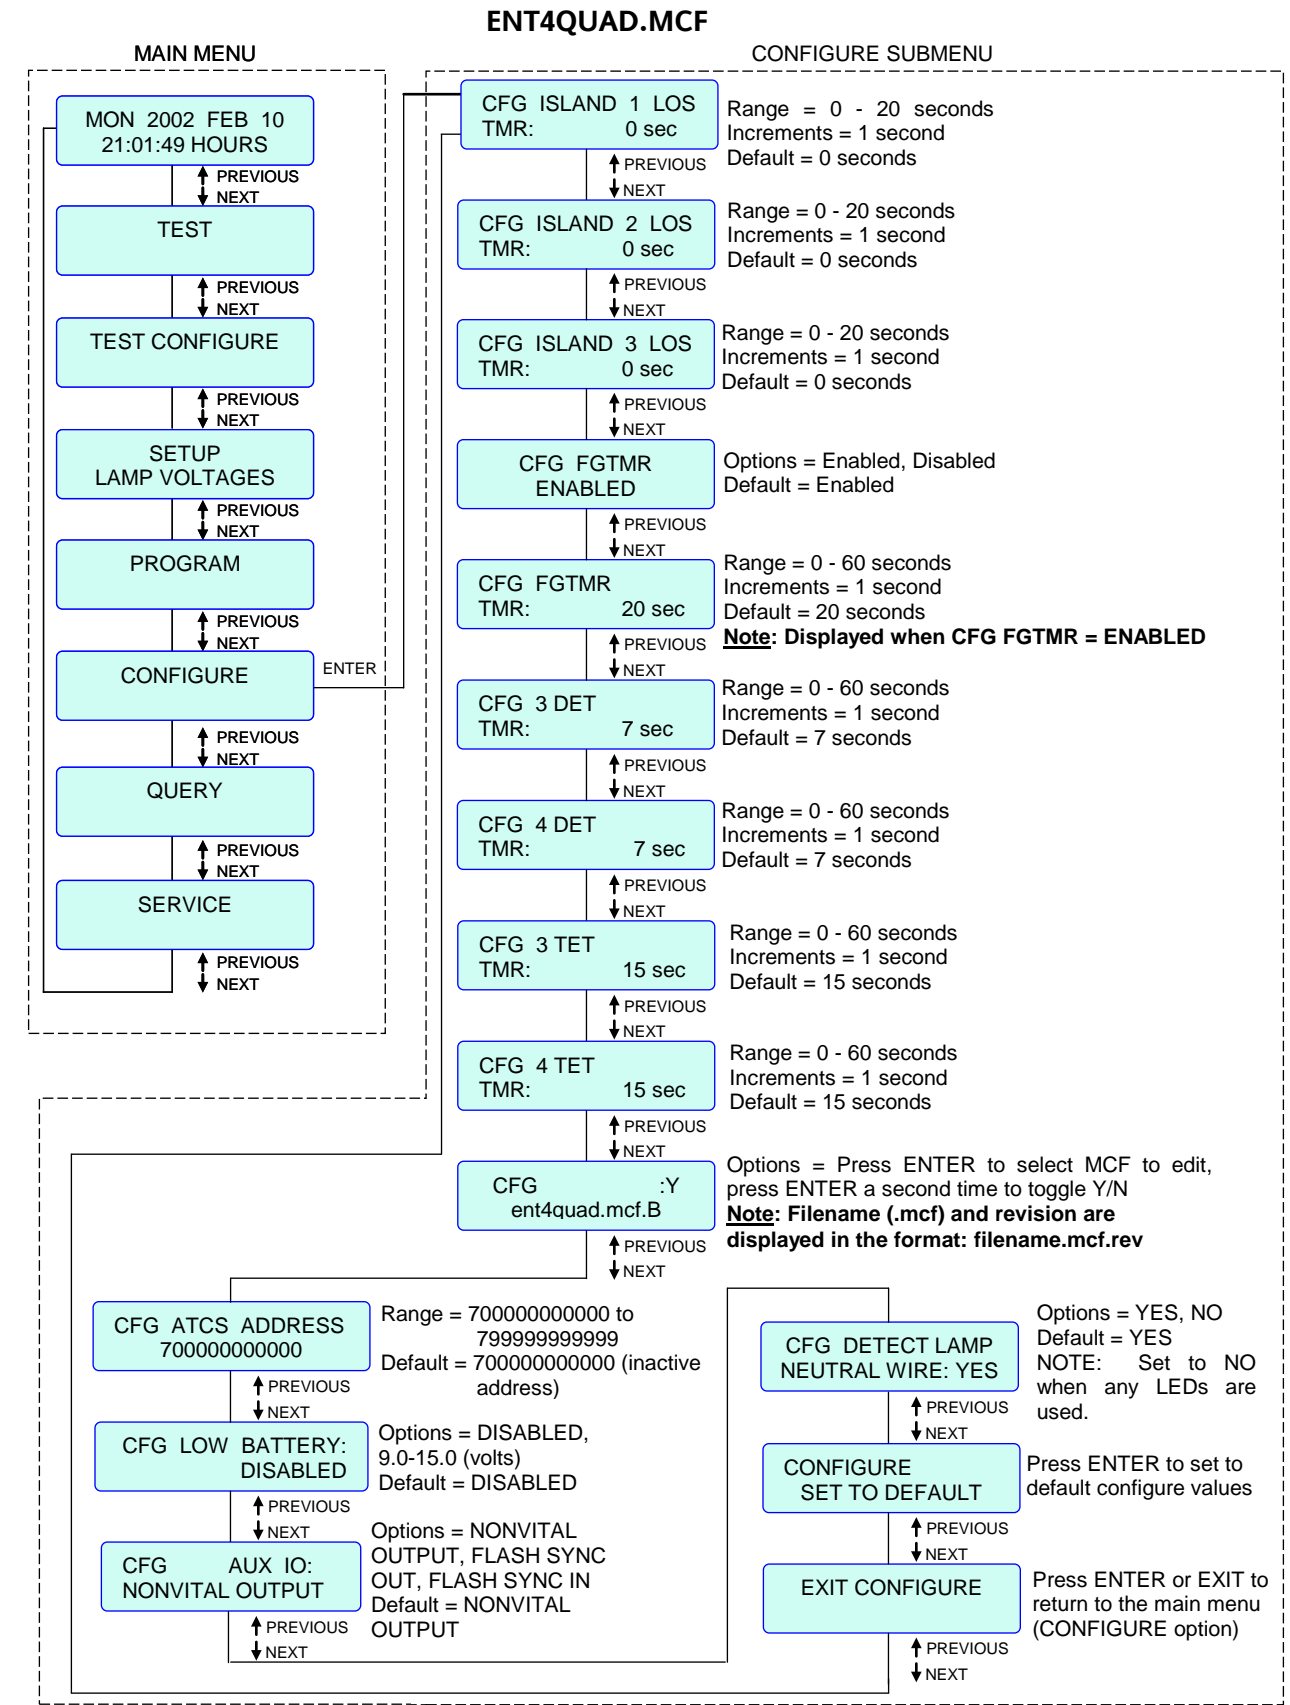 ENT4QUAD.MCF
MAIN MENU
MON 2002 FEB 10
21:01:49 HOURS
PREVIOUS
NEXT
TEST
PREVIOUS
NEXT
TEST CONFIGURE
PREVIOUS
NEXT
SETUP
LAMP VOLTAGES
PREVIOUS
NEXT
PROGRAM
PREVIOUS
NEXT
CONFIGURE
ENTER
PREVIOUS
NEXT
QUERY
PREVIOUS
NEXT
SERVICE
PREVIOUS
NEXT
CONFIGURE SUBMENU
CFG ISLAND 1 LOS
TMR: 0 sec
Range = 0 - 20 seconds
Increments = 1 second
Default = 0 seconds
PREVIOUS
NEXT
CFG ISLAND 2 LOS
TMR: 0 sec
Range = 0 - 20 seconds
Increments = 1 second
Default = 0 seconds
PREVIOUS
NEXT
CFG ISLAND 3 LOS
TMR: 0 sec
Range = 0 - 20 seconds
Increments = 1 second
Default = 0 seconds
PREVIOUS
NEXT
CFG FGTMR
ENABLED
Options = Enabled, Disabled
Default = Enabled
PREVIOUS
NEXT
CFG FGTMR
TMR: 20 sec
Range = 0 - 60 seconds
Increments = 1 second
Default = 20 seconds
Note: Displayed when CFG FGTMR = ENABLED
PREVIOUS
NEXT
CFG 3 DET
TMR: 7 sec
Range = 0 - 60 seconds
Increments = 1 second
Default = 7 seconds
PREVIOUS
NEXT
CFG 4 DET
TMR: 7 sec
Range = 0 - 60 seconds
Increments = 1 second
Default = 7 seconds
PREVIOUS
NEXT
CFG 3 TET
TMR: 15 sec
Range = 0 - 60 seconds
Increments = 1 second
Default = 15 seconds
PREVIOUS
NEXT
CFG 4 TET
TMR: 15 sec
Range = 0 - 60 seconds
Increments = 1 second
Default = 15 seconds
PREVIOUS
NEXT
CFG :Y
ent4quad.mcf.B
Options = Press ENTER to select MCF to edit,
press ENTER a second time to toggle Y/N
Note: Filename (.mcf) and revision are
displayed in the format: filename.mcf.rev
PREVIOUS
NEXT
CFG ATCS ADDRESS
700000000000
Range = 700000000000 to
799999999999
Default = 700000000000 (inactive
address)
PREVIOUS
NEXT
CFG LOW BATTERY:
DISABLED
Options = DISABLED,
9.0-15.0 (volts)
Default = DISABLED
PREVIOUS
NEXT
CFG AUX IO:
NONVITAL OUTPUT
Options = NONVITAL
OUTPUT, FLASH SYNC
OUT, FLASH SYNC IN
Default = NONVITAL
OUTPUT
PREVIOUS
NEXT
CFG DETECT LAMP
NEUTRAL WIRE: YES
Options = YES, NO
Default = YES
NOTE: Set to NO
when any LEDs are
used.
PREVIOUS
NEXT
CONFIGURE
SET TO DEFAULT
Press ENTER to set to
default configure values
PREVIOUS
NEXT
EXIT CONFIGURE
Press ENTER or EXIT to
return to the main menu
(CONFIGURE option)
PREVIOUS
NEXT